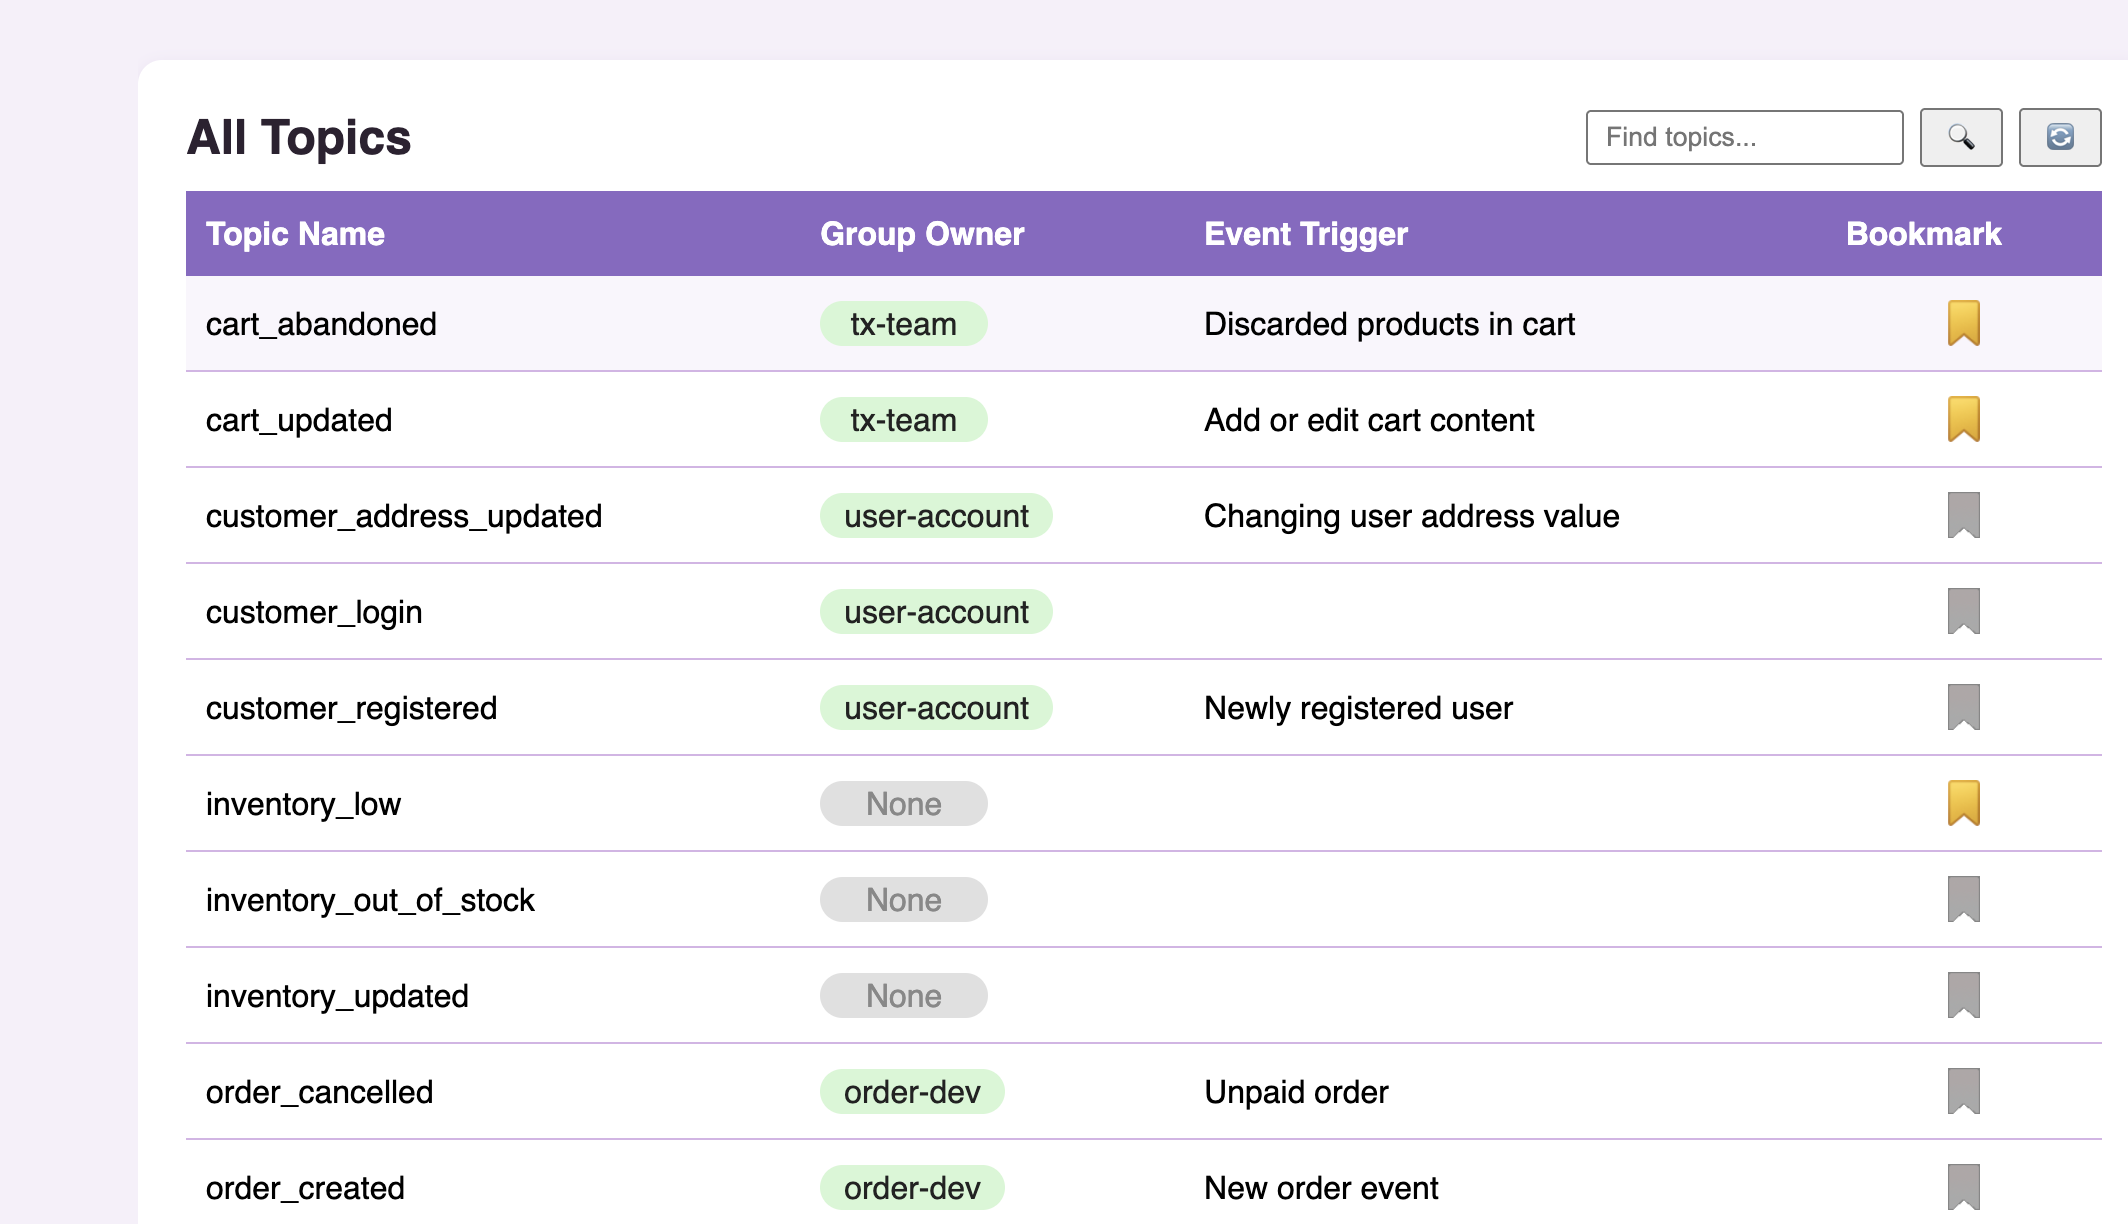 All Topics
Find topics...
Topic Name Group Owner Event Trigger Bookmark
cart_abandoned tx-team Discarded products in cart
cart_updated tx-team Add or edit cart content
customer_address_updated user-account Changing user address value
customer_login user-account
customer_registered user-account Newly registered user
inventory_low None
inventory_out_of_stock None
inventory_updated None
order_cancelled order-dev Unpaid order
order_created order-dev New order event